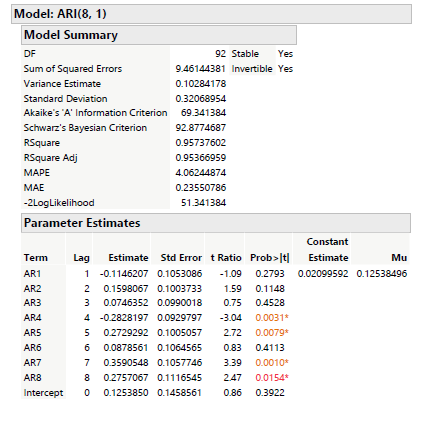 Model: ARI(8, 1)
Model Summary
DF 92 Stable Yes
Sum of Squared Errors 9.46144381 Invertible Yes
Variance Estimate 0.10284178
Standard Deviation 0.32068954
Akaike's 'A' Information Criterion 69.341384
Schwarz's Bayesian Criterion 92.8774687
RSquare 0.95737602
RSquare Adj 0.95366959
MAPE 4.06244874
MAE 0.23550786
-2LogLikelihood 51.341384
Parameter Estimates
Constant
Term Lag Estimate Std Error t Ratio Prob>|t| Estimate Mu
AR1 1 -0.1146207 0.1053086 -1.09 0.2793 0.02099592 0.12538496
AR2 2 0.1598067 0.1003733 1.59 0.1148
AR3 3 0.0746352 0.0990018 0.75 0.4528
AR4 4 -0.2828197 0.0929797 -3.04 0.0031*
AR5 5 0.2729292 0.1005057 2.72 0.0079*
AR6 6 0.0878561 0.1064565 0.83 0.4113
AR7 7 0.3590548 0.1057746 3.39 0.0010*
AR8 8 0.2757067 0.1116545 2.47 0.0154*
Intercept 0 0.1253850 0.1458561 0.86 0.3922